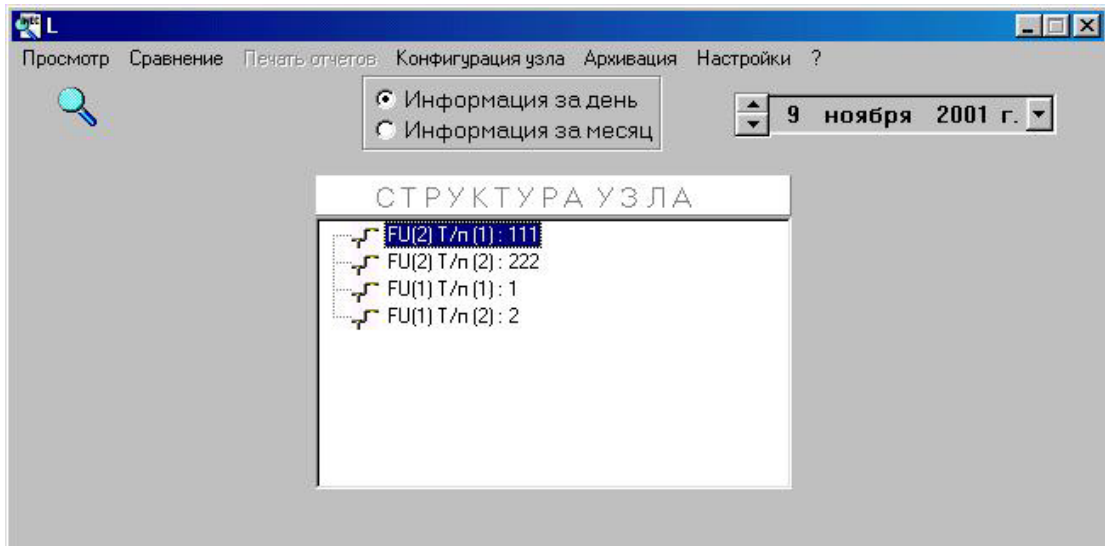 L
Просмотр Сравнение Печать отчетов Конфигурация узла Архивация Настройки ?
Информация за день
Информация за месяц
9 ноября 2001 г.
СТРУКТУРА УЗЛА
FU(2) Т/п (1) : 111
FU(2) Т/п (2) : 222
FU(1) Т/п (1) : 1
FU(1) Т/п (2) : 2